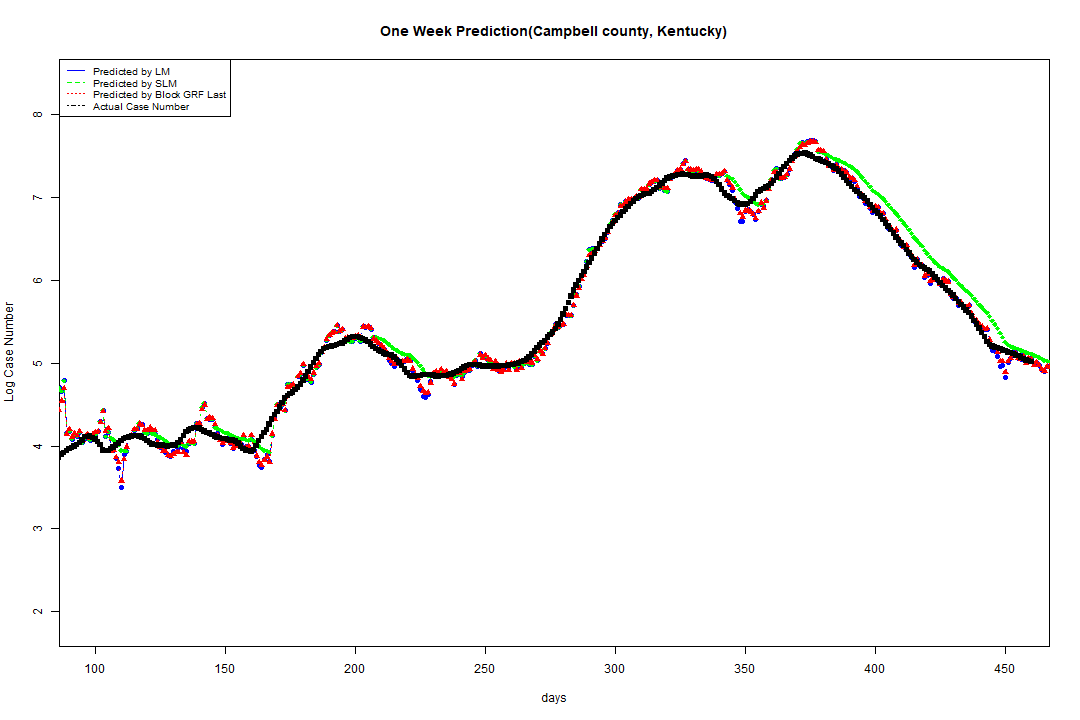 One Week Prediction(Campbell county, Kentucky)
Predicted by LM
Predicted by SLM
Predicted by Block GRF Last
Actual Case Number
8
7
6
5
4
3
2
Log Case Number
100 150 200 250 300 350 400 450
days